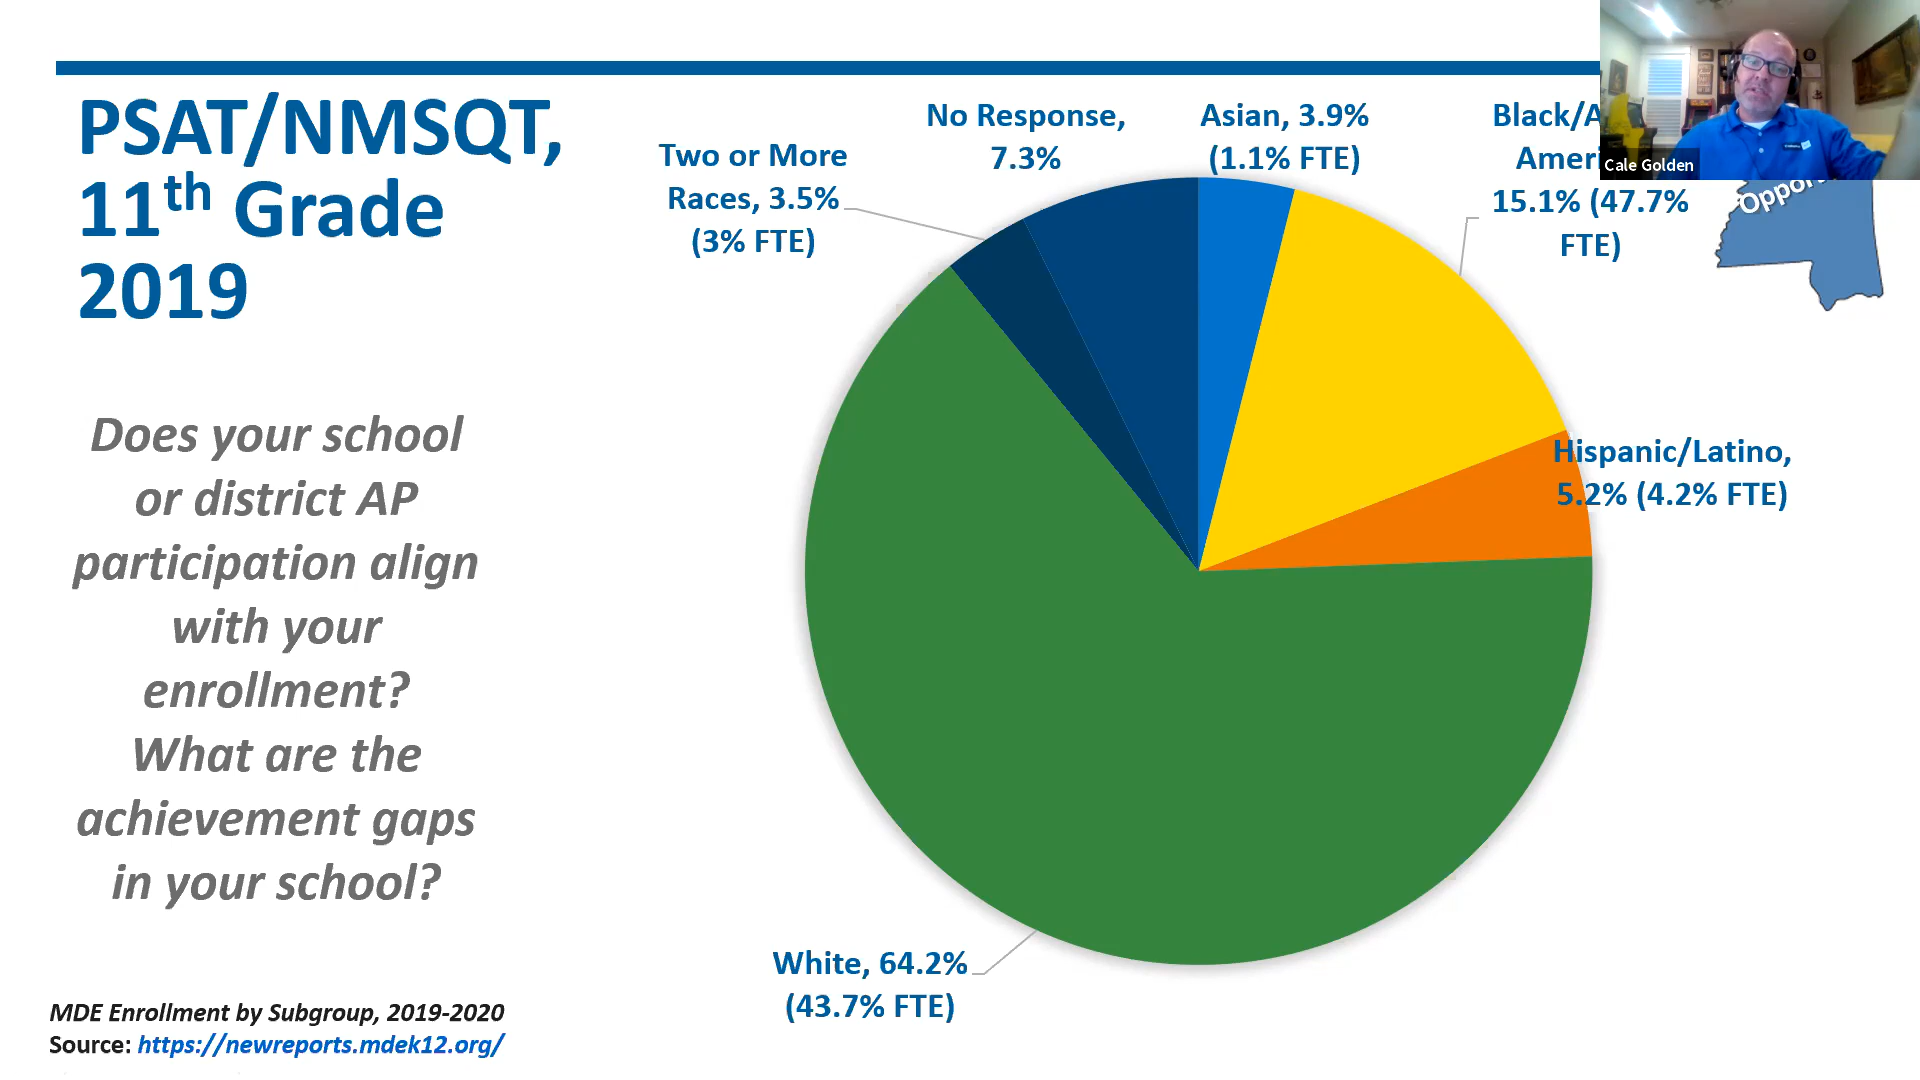 PSAT/NMSQT,
11th Grade
2019
Does your school
or district AP
participation align
with your
enrollment?
What are the
achievement gaps
in your school?
MDE Enrollment by Subgroup, 2019-2020
Source: https://newreports.mdek12.org/
Two or More
Races, 3.5%
(3% FTE)
No Response,
7.3%
Asian, 3.9%
(1.1% FTE)
Black/A
Ameri
15.1% (47.7%
FTE)
Hispanic/Latino,
5.2% (4.2% FTE)
White, 64.2%
(43.7% FTE)
Cale Golden